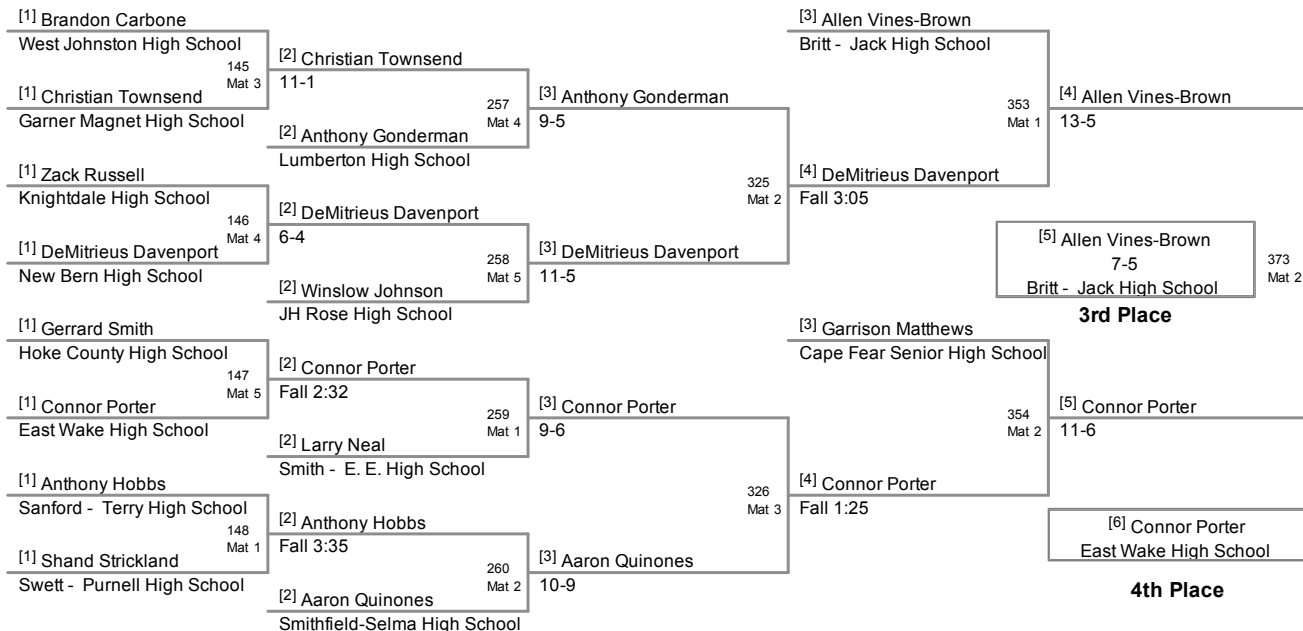 [1] Brandon Carbone
West Johnston High School
145
Mat 3
[1] Christian Townsend
Garner Magnet High School
[1] Zack Russell
Knightdale High School
146
Mat 4
[1] DeMitrieus Davenport
New Bern High School
[1] Gerrard Smith
Hoke County High School
147
Mat 5
[1] Connor Porter
East Wake High School
[1] Anthony Hobbs
Sanford - Terry High School
148
Mat 1
[1] Shand Strickland
Swett - Purnell High School
[2] Christian Townsend
11-1
257
Mat 4
[2] Anthony Gonderman
Lumberton High School
[2] DeMitrieus Davenport
6-4
258
Mat 5
[2] Winslow Johnson
JH Rose High School
[2] Connor Porter
Fall 2:32
259
Mat 1
[2] Larry Neal
Smith - E. E. High School
[2] Anthony Hobbs
Fall 3:35
260
Mat 2
[2] Aaron Quinones
Smithfield-Selma High School
[3] Anthony Gonderman
9-5
325
Mat 2
[3] DeMitrieus Davenport
11-5
[3] Connor Porter
9-6
326
Mat 3
[3] Aaron Quinones
10-9
[3] Allen Vines-Brown
Britt - Jack High School
353
Mat 1
[4] DeMitrieus Davenport
Fall 3:05
[3] Garrison Matthews
Cape Fear Senior High School
354
Mat 2
[4] Connor Porter
Fall 1:25
[4] Allen Vines-Brown
13-5
[5] Allen Vines-Brown
7-5
Britt - Jack High School
373
Mat 2
3rd Place
[5] Connor Porter
11-6
[6] Connor Porter
East Wake High School
4th Place